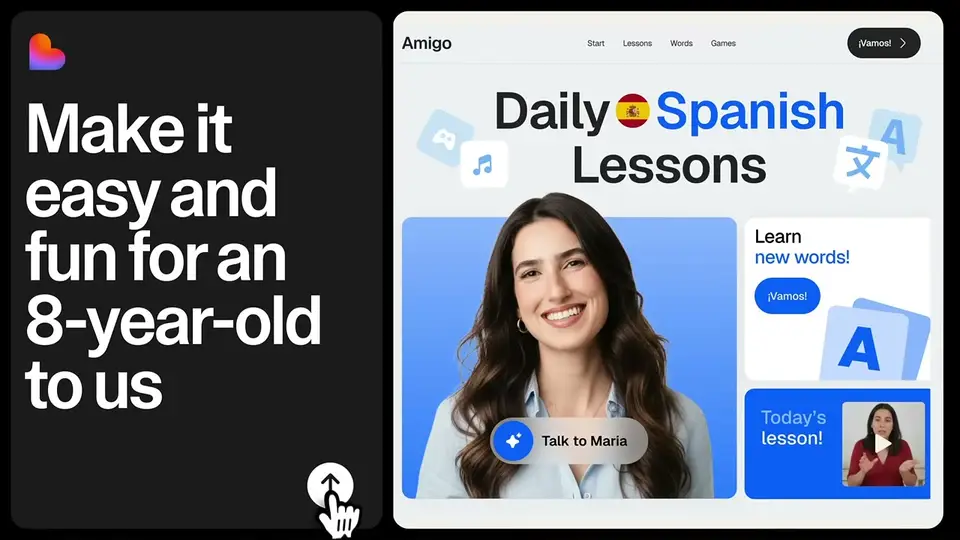 Make it
easy and
fun for an
8-year-old
to us
Amigo
Start
Lessons
Words
Games
¡Vamos!
Daily Spanish
Lessons
A
文
Talk to Maria
Learn
new words!
¡Vamos!
A
Today's
lesson!